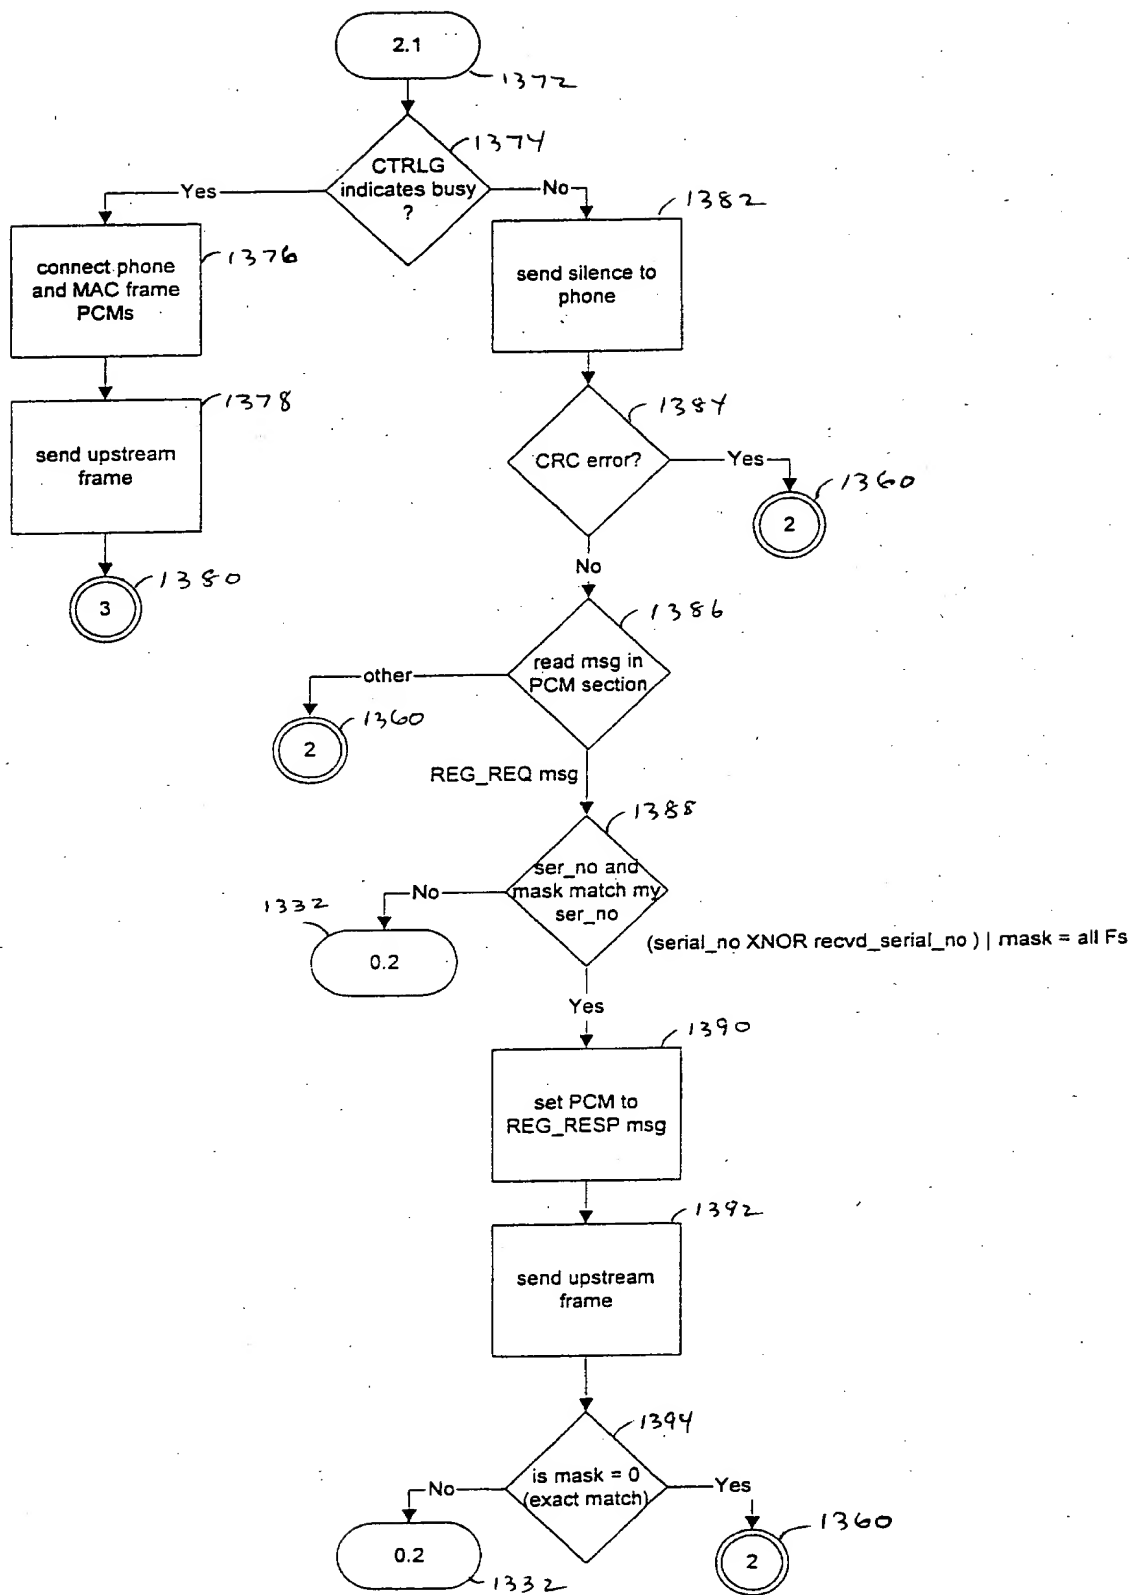 2.1
1372
1374
CTRLG
indicates busy
?
Yes
No
1376
connect phone
and MAC frame
PCMs
1382
send silence to
phone
1378
send upstream
frame
1384
CRC error?
Yes
1360
2
1380
3
No
1386
read msg in
PCM section
other
1360
2
REG_REQ msg
1388
ser_no and
mask match my
ser_no
No
1332
0.2
(serial_no XNOR recvd_serial_no ) | mask = all Fs
Yes
1390
set PCM to
REG_RESP msg
1392
send upstream
frame
1394
is mask = 0
(exact match)
No
Yes
0.2
1332
1360
2